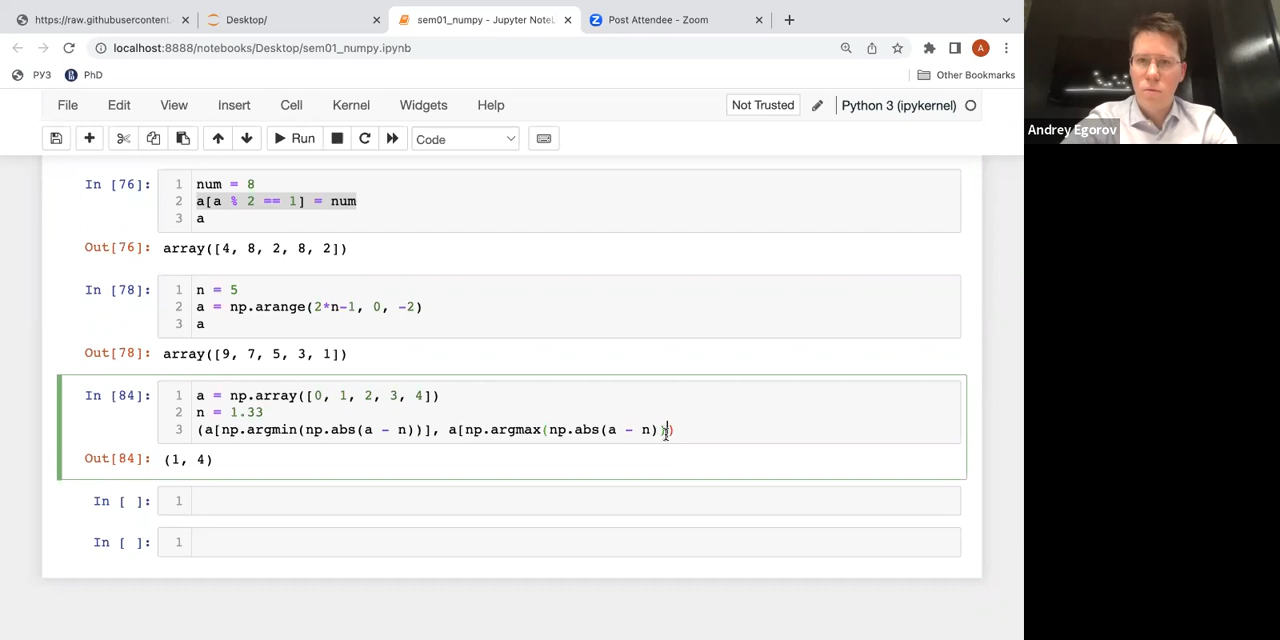 https://raw.githubusercontent.
Desktop/
sem01_numpy - Jupyter Note
Post Attendee - Zoom
localhost:8888/notebooks/Desktop/sem01_numpy.ipynb
A
РУЗ
PhD
Other Bookmarks
File Edit View Insert Cell Kernel Widgets Help
Not Trusted
Python 3 (ipykernel)
Run
Code
In [76]:
1 num = 8
2 a[a % 2 == 1] = num
3 a
Out[76]: array([4, 8, 2, 8, 2])
In [78]:
1 n = 5
2 a = np.arange(2*n-1, 0, -2)
3 a
Out[78]: array([9, 7, 5, 3, 1])
In [84]:
1 a = np.array([0, 1, 2, 3, 4])
2 n = 1.33
3 (a[np.argmin(np.abs(a - n))], a[np.argmax(np.abs(a - n)
Out[84]: (1, 4)
In [ ]: 1
In [ ]: 1
Andrey Egorov